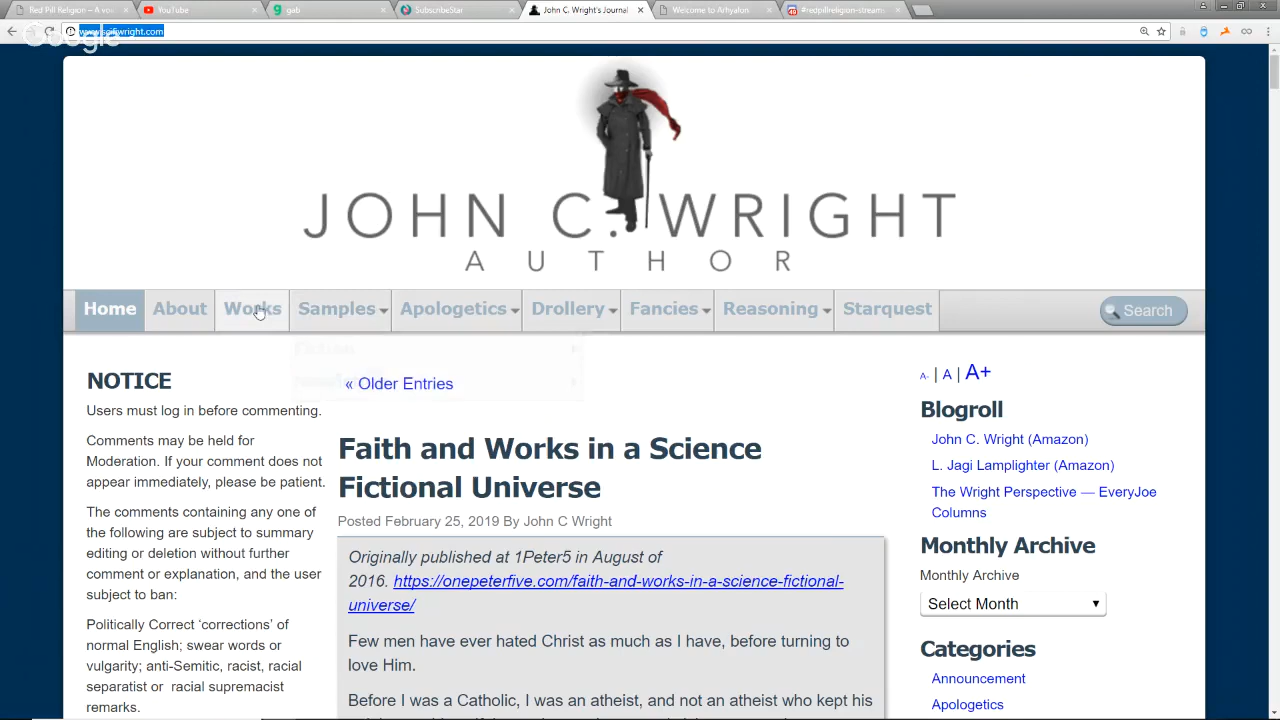 Red Pill Religion – A voi
YouTube
gab
SubscribeStar
John C. Wright's Journal
Welcome to Arhyalon
#redpillreligion-stream
Google
www.scifiwright.com
JOHN C. WRIGHT
AUTHOR
Home About Works Samples Apologetics Drollery Fancies Reasoning Starquest Search
NOTICE
Users must log in before commenting.
Comments may be held for
Moderation. If your comment does not
appear immediately, please be patient.
The comments containing any one of
the following are subject to summary
editing or deletion without further
comment or explanation, and the user
subject to ban:
Politically Correct ‘corrections’ of
normal English; swear words or
vulgarity; anti-Semitic, racist, racial
separatist or racial supremacist
remarks.
Fiction
« Older Entries
Faith and Works in a Science
Fictional Universe
Posted February 25, 2019 By John C Wright
Originally published at 1Peter5 in August of
2016. https://onepeterfive.com/faith-and-works-in-a-science-fictional-
universe/
Few men have ever hated Christ as much as I have, before turning to
love Him.
Before I was a Catholic, I was an atheist, and not an atheist who kept his
A- | A | A+
Blogroll
John C. Wright (Amazon)
L. Jagi Lamplighter (Amazon)
The Wright Perspective — EveryJoe
Columns
Monthly Archive
Monthly Archive
Select Month
Categories
Announcement
Apologetics